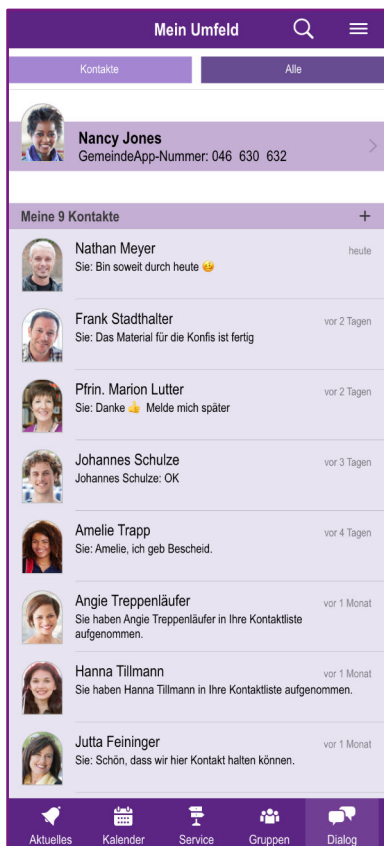 Mein Umfeld
Kontakte
Alle
Nancy Jones
GemeindeApp-Nummer: 046 630 632
Meine 9 Kontakte +
Nathan Meyer
heute
Sie: Bin soweit durch heute 🥴
Frank Stadthalter
vor 2 Tagen
Sie: Das Material für die Konfis ist fertig
Pfrin. Marion Lutter
vor 2 Tagen
Sie: Danke 👍 Melde mich später
Johannes Schulze
vor 3 Tagen
Johannes Schulze: OK
Amelie Trapp
vor 4 Tagen
Sie: Amelie, ich geb Bescheid.
Angie Treppenläufer
vor 1 Monat
Sie haben Angie Treppenläufer in Ihre Kontaktliste
aufgenommen.
Hanna Tillmann
vor 1 Monat
Sie haben Hanna Tillmann in Ihre Kontaktliste aufgenommen.
Jutta Feininger
vor 1 Monat
Sie: Schön, dass wir hier Kontakt halten können.
Aktuelles
Kalender
Service
Gruppen
Dialog